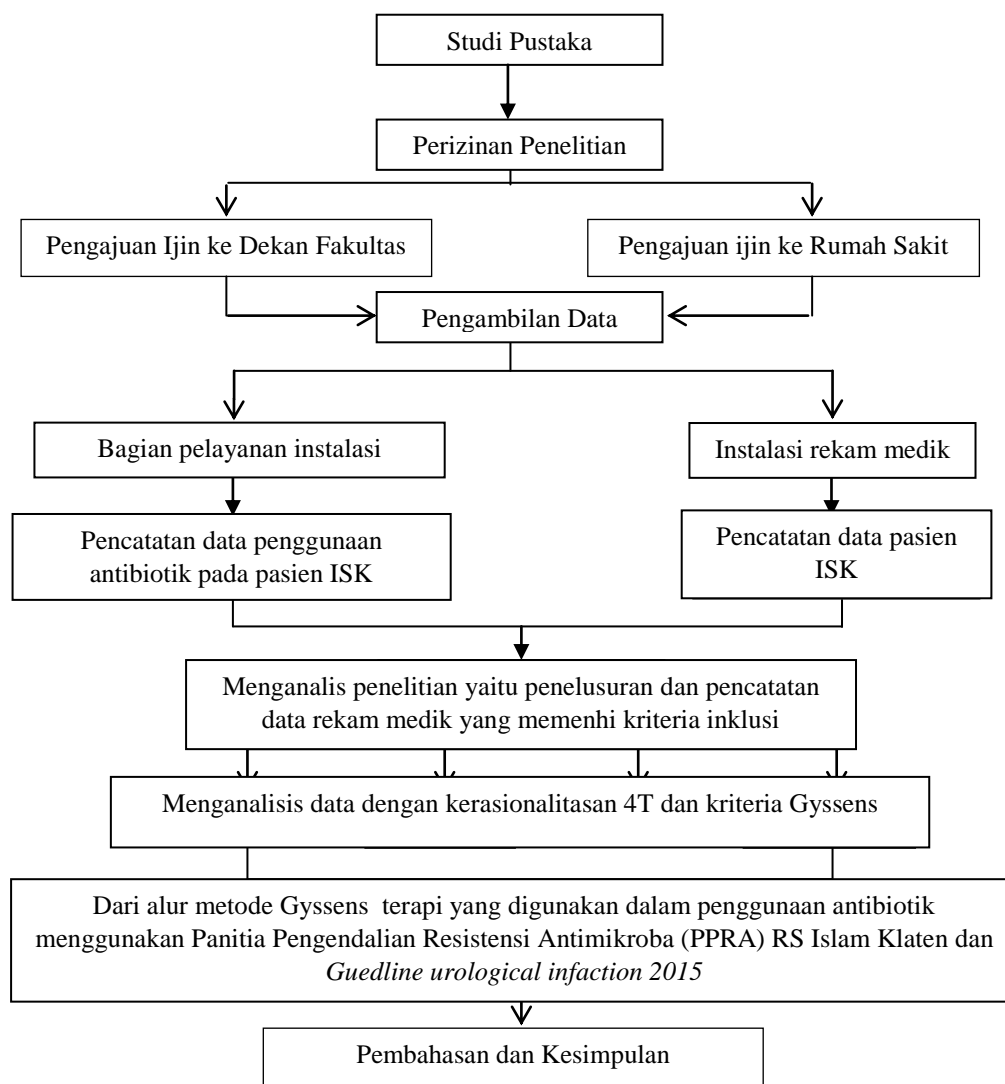 Studi Pustaka
Perizinan Penelitian
Pengajuan Ijin ke Dekan Fakultas
Pengajuan ijin ke Rumah Sakit
Pengambilan Data
Bagian pelayanan instalasi
Instalasi rekam medik
Pencatatan data penggunaan
antibiotik pada pasien ISK
Pencatatan data pasien
ISK
Menganalis penelitian yaitu penelusuran dan pencatatan
data rekam medik yang memenhi kriteria inklusi
Menganalisis data dengan kerasionalitasan 4T dan kriteria Gyssens
Dari alur metode Gyssens terapi yang digunakan dalam penggunaan antibiotik
menggunakan Panitia Pengendalian Resistensi Antimikroba (PPRA) RS Islam Klaten dan
Guedline urological infaction 2015
Pembahasan dan Kesimpulan